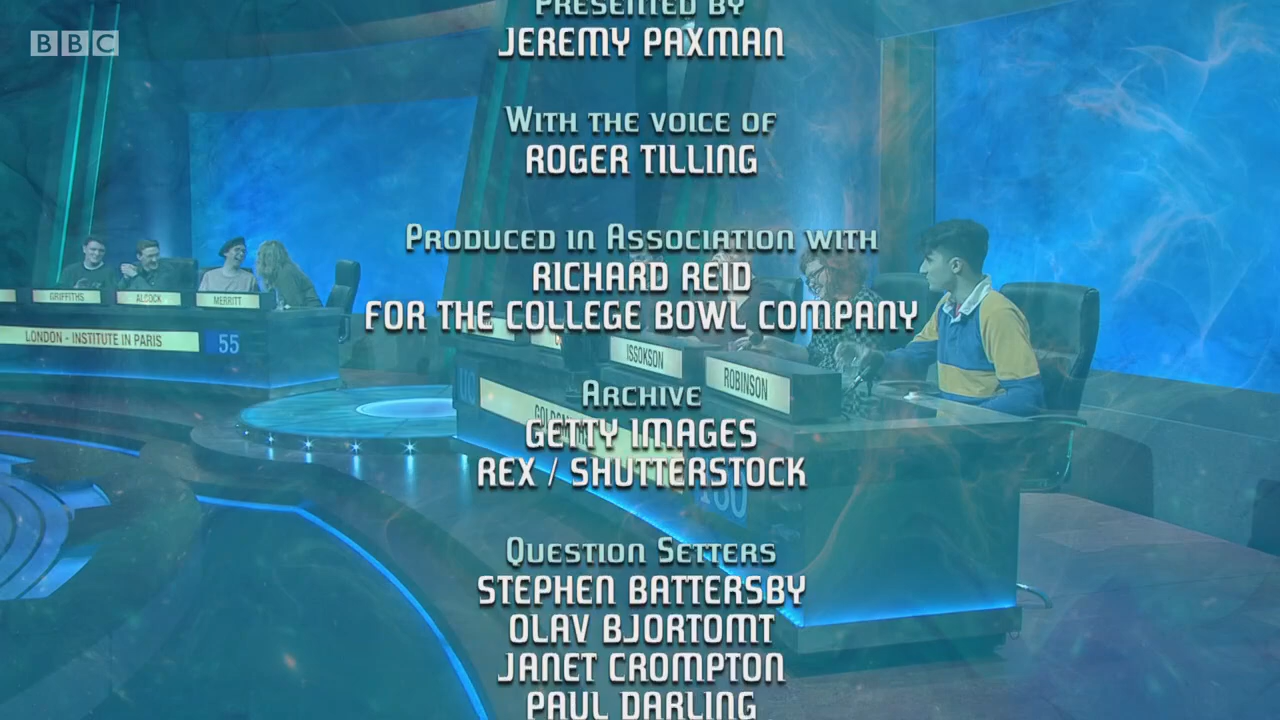 BBC
PRESENTED BY
JEREMY PAXMAN
WITH THE VOICE OF
ROGER TILLING
PRODUCED IN ASSOCIATION WITH
RICHARD REID
FOR THE COLLEGE BOWL COMPANY
ARCHIVE
GETTY IMAGES
REX / SHUTTERSTOCK
QUESTION SETTERS
STEPHEN BATTERSBY
OLAV BJORTOMT
JANET CROMPTON
PAUL DARLING
GRIFFITHS
ALCOCK
MERRITT
LONDON - INSTITUTE IN PARIS
55
ISSOKSON
ROBINSON